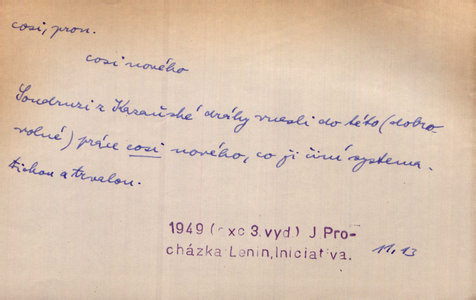 cosi, pron.
cosi nového
Soudruzi z Kazaňské dráhy vnesli do této (dobro-
volné) práce cosi nového, co ji činí systema-
tickou a trvalou.
1949 (exc 3. vyd.) J Pro-
cházka Lenin, Iniciativa.
11, 13